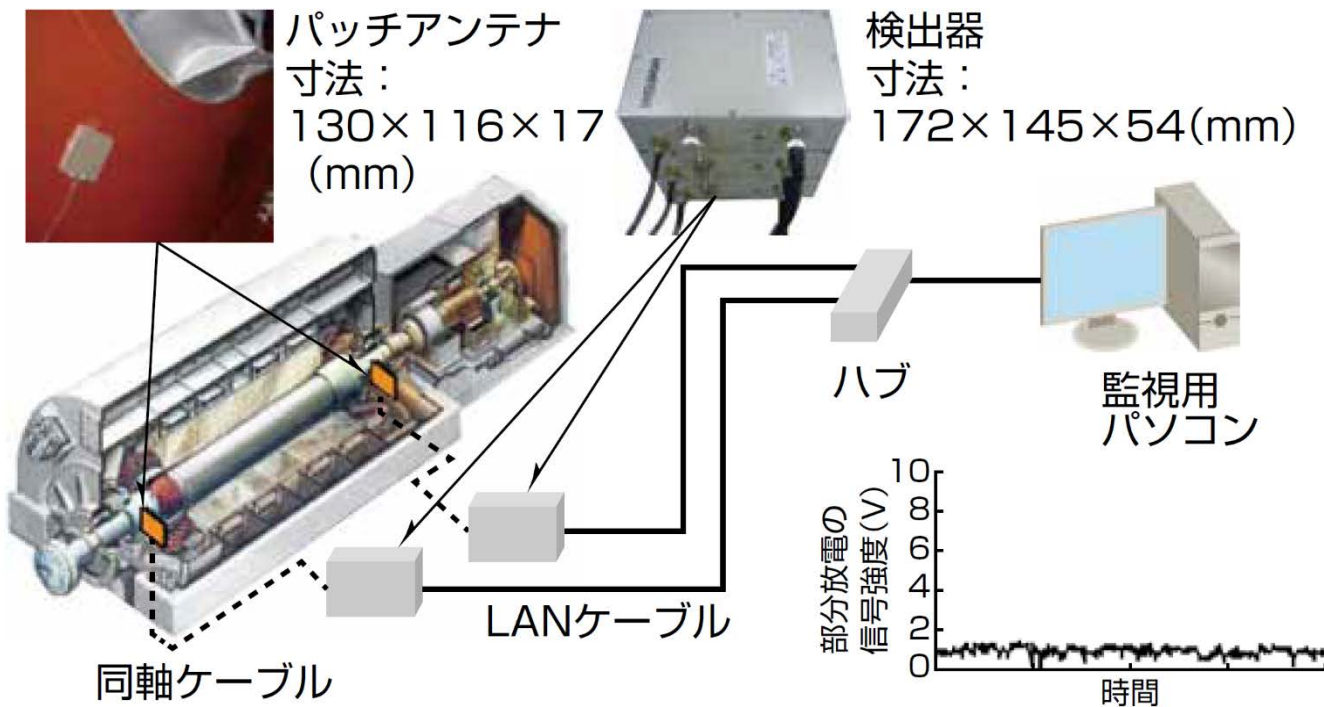 パッチアンテナ
寸法：
130×116×17
(mm)
検出器
寸法：
172×145×54(mm)
ハブ
監視用
パソコン
LANケーブル
同軸ケーブル
部分放電の
信号強度(V)
10
8
6
4
2
0
時間